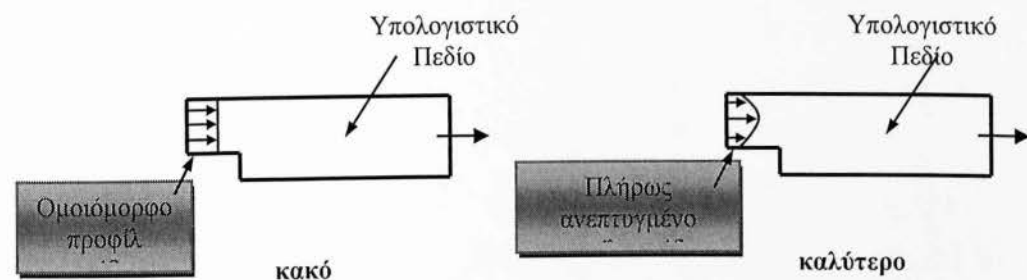 Υπολογιστικό
Πεδίο
Ομοιόμορφο
προφίλ
κακό
Υπολογιστικό
Πεδίο
Πλήρως
ανεπτυγμένο
καλύτερο